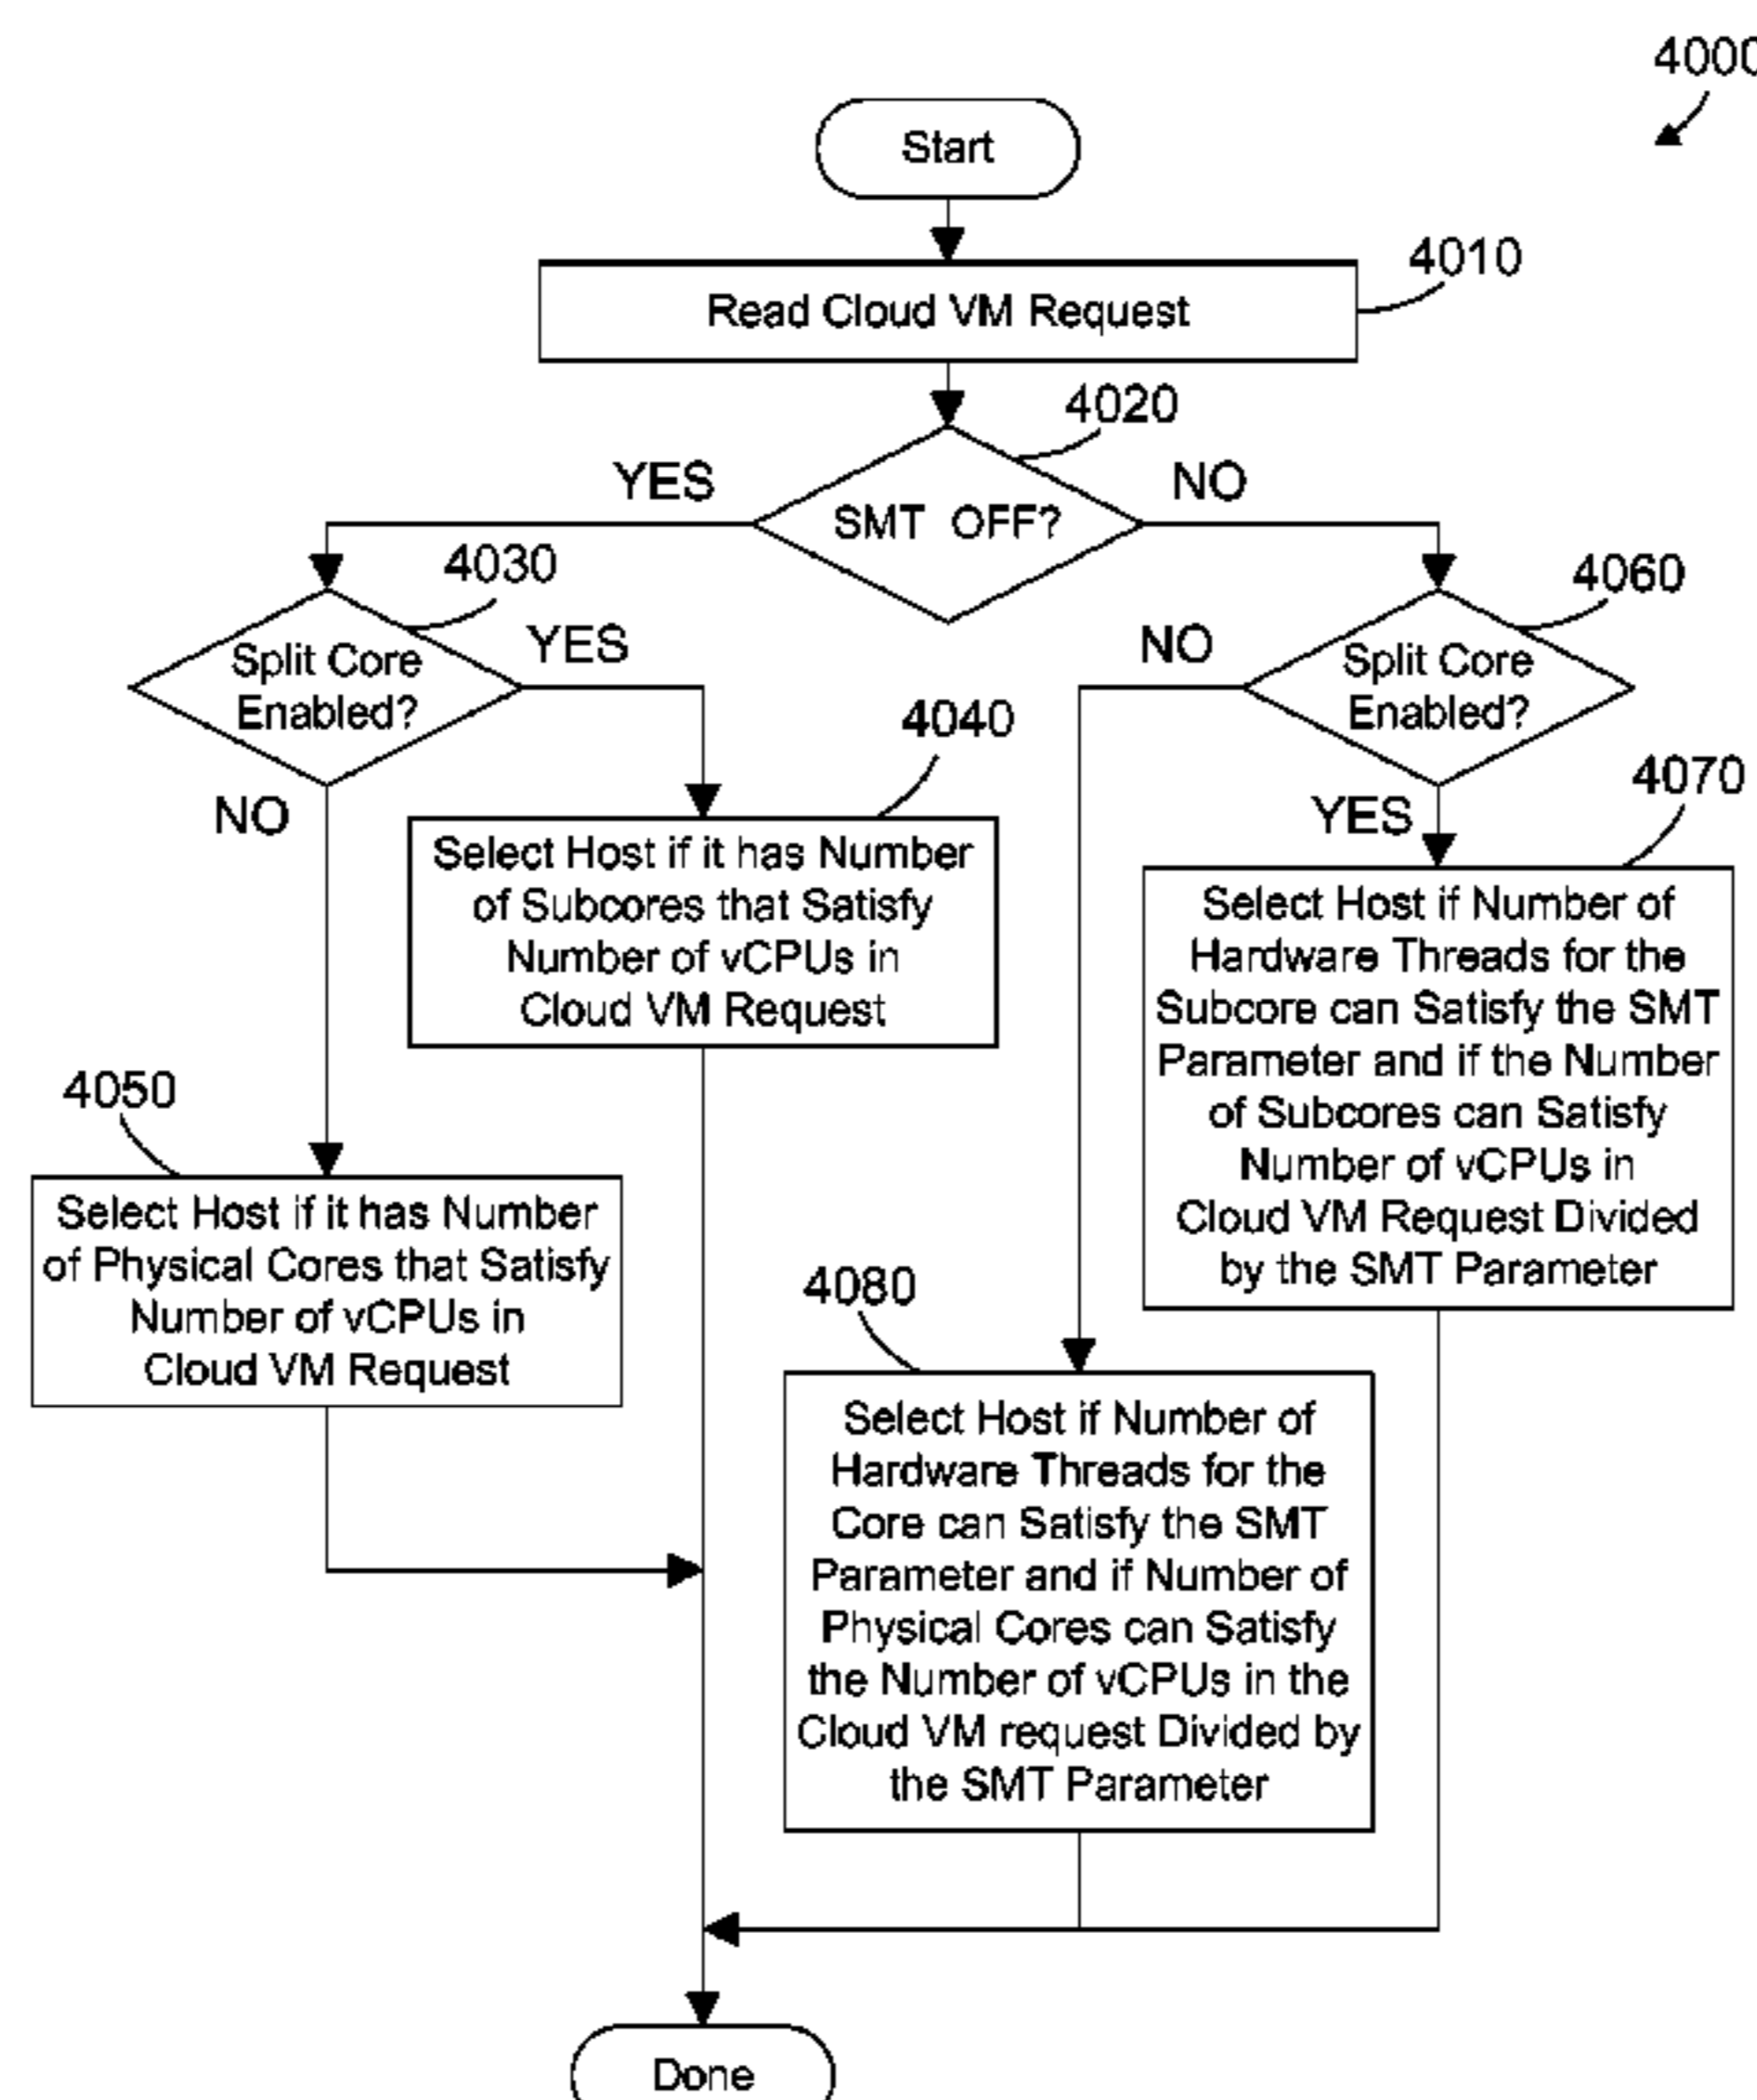 4000
Start
4010
Read Cloud VM Request
4020
YES
NO
SMT OFF?
4030
4060
YES
NO
Split Core
Enabled?
Split Core
Enabled?
4040
4070
NO
YES
Select Host if it has Number
of Subcores that Satisfy
Number of vCPUs in
Cloud VM Request
Select Host if Number of
Hardware Threads for the
Subcore can Satisfy the SMT
Parameter and if the Number
of Subcores can Satisfy
Number of vCPUs in
Cloud VM Request Divided
by the SMT Parameter
4050
Select Host if it has Number
of Physical Cores that Satisfy
Number of vCPUs in
Cloud VM Request
4080
Select Host if Number of
Hardware Threads for the
Core can Satisfy the SMT
Parameter and if Number of
Physical Cores can Satisfy
the Number of vCPUs in the
Cloud VM request Divided by
the SMT Parameter
Done